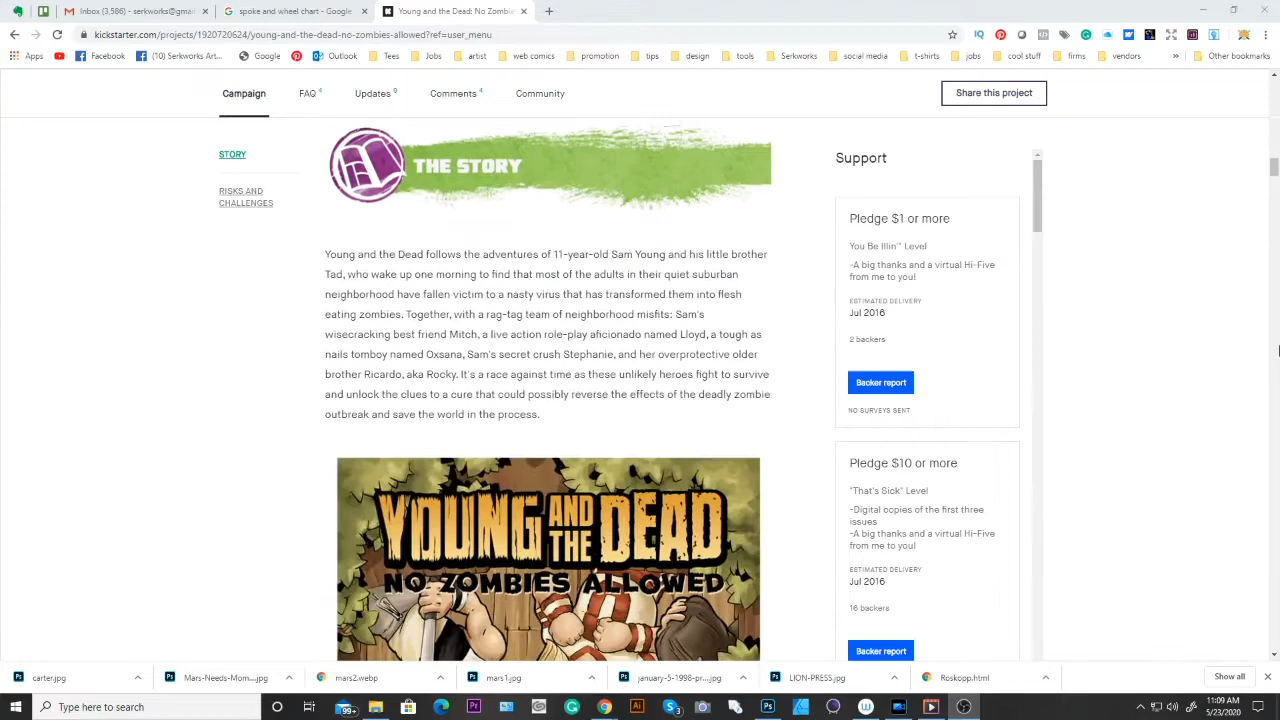 Inbox (3,586) - serkworks@gmai
spoke and wheel chart - Google
Young and the Dead: No Zombie
kickstarter.com/projects/1920720624/young-and-the-dead-no-zombies-allowed?ref=user_menu
Apps
Facebook
(10) Serkworks Art...
Google
Outlook
Tees
Jobs
artist
web comics
promotion
tips
design
tools
Serkworks
social media
t-shirts
jobs
cool stuff
firms
vendors
»
Other bookmarks
Campaign
FAQ 4
Updates 9
Comments 4
Community
Share this project
STORY
RISKS AND
CHALLENGES
THE STORY
Young and the Dead follows the adventures of 11-year-old Sam Young and his little brother
Tad, who wake up one morning to find that most of the adults in their quiet suburban
neighborhood have fallen victim to a nasty virus that has transformed them into flesh
eating zombies. Together, with a rag-tag team of neighborhood misfits: Sam's
wisecracking best friend Mitch, a live action role-play aficionado named Lloyd, a tough as
nails tomboy named Oxsana, Sam's secret crush Stephanie, and her overprotective older
brother Ricardo, aka Rocky. It's a race against time as these unlikely heroes fight to survive
and unlock the clues to a cure that could possibly reverse the effects of the deadly zombie
outbreak and save the world in the process.
YOUNG AND THE DEAD
NO ZOMBIES ALLOWED
Support
Pledge $1 or more
You Be Illin'" Level
-A big thanks and a virtual Hi-Five
from me to you!
ESTIMATED DELIVERY
Jul 2016
2 backers
Backer report
NO SURVEYS SENT
Pledge $10 or more
"That's Sick" Level
-Digital copies of the first three
issues
-A big thanks and a virtual Hi-Five
from me to you!
ESTIMATED DELIVERY
Jul 2016
16 backers
Backer report
carter.jpg
Mars-Needs-Mom....jpg
mars2.webp
mars1.jpg
january-5-1998-pr....jpg
LION-PRESS.jpg
Roskopp.html
Show all
Type here to search
99+
11:09 AM
5/23/2020